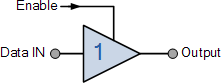 Enable
Data IN
1
Output